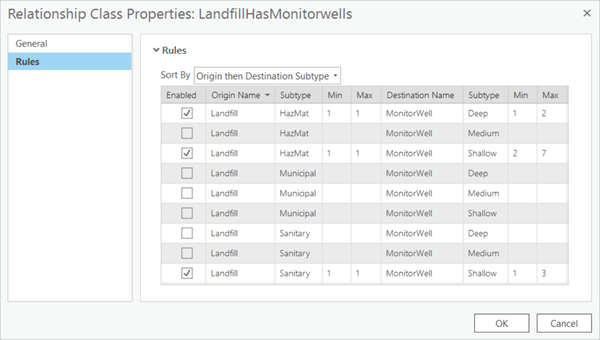 Relationship Class Properties: LandfillHasMonitorwells
General
Rules
Rules
Sort By Origin then Destination Subtype
Enabled Origin Name Subtype Min Max Destination Name Subtype Min Max
Landfill HazMat 1 1 MonitorWell Deep 1 2
Landfill HazMat MonitorWell Medium
Landfill HazMat 1 1 MonitorWell Shallow 2 7
Landfill Municipal MonitorWell Deep
Landfill Municipal MonitorWell Medium
Landfill Municipal MonitorWell Shallow
Landfill Sanitary MonitorWell Deep
Landfill Sanitary MonitorWell Medium
Landfill Sanitary 1 1 MonitorWell Shallow 1 3
OK Cancel